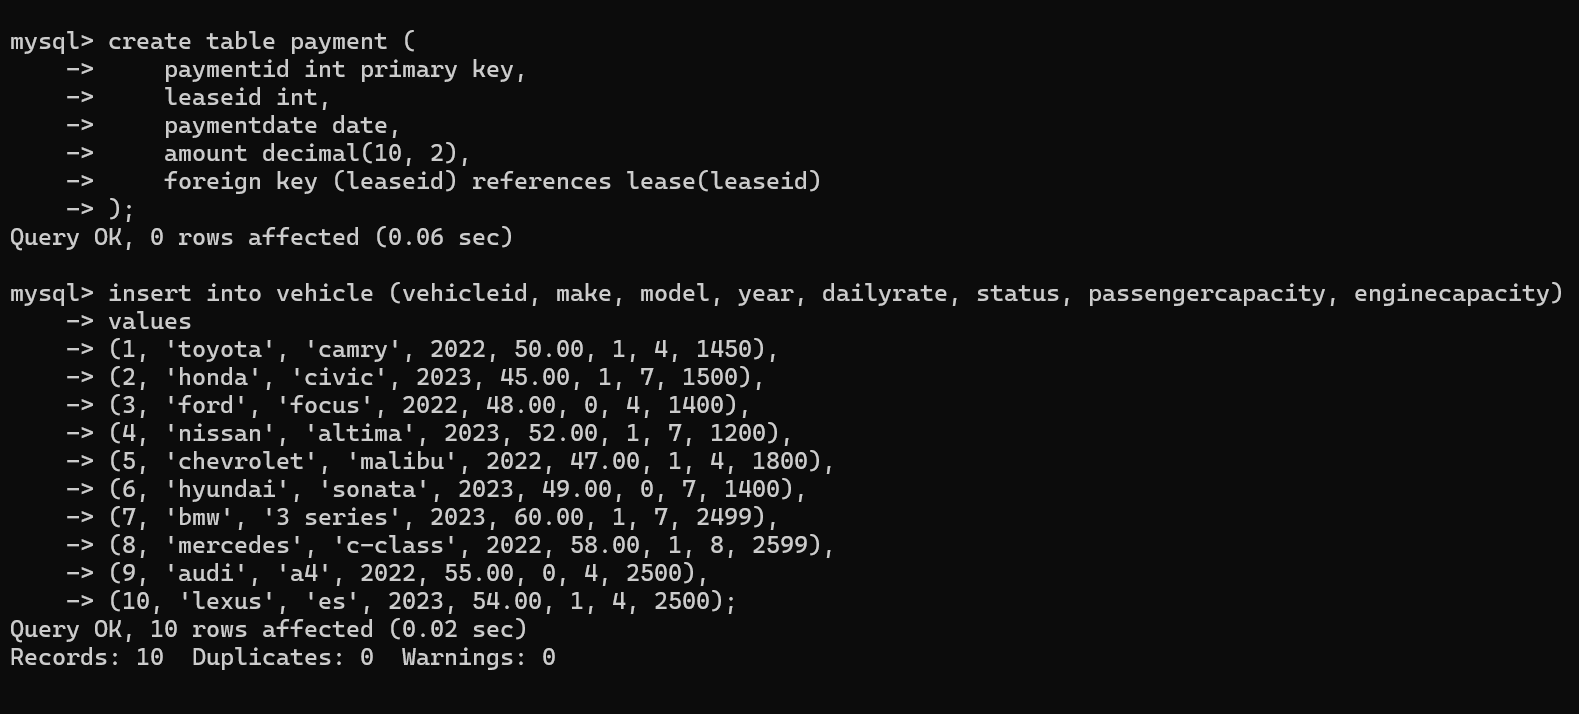 mysql> create table payment (
    ->     paymentid int primary key,
    ->     leaseid int,
    ->     paymentdate date,
    ->     amount decimal(10, 2),
    ->     foreign key (leaseid) references lease(leaseid)
    -> );
Query OK, 0 rows affected (0.06 sec)

mysql> insert into vehicle (vehicleid, make, model, year, dailyrate, status, passengercapacity, enginecapacity)
    -> values
    -> (1, 'toyota', 'camry', 2022, 50.00, 1, 4, 1450),
    -> (2, 'honda', 'civic', 2023, 45.00, 1, 7, 1500),
    -> (3, 'ford', 'focus', 2022, 48.00, 0, 4, 1400),
    -> (4, 'nissan', 'altima', 2023, 52.00, 1, 7, 1200),
    -> (5, 'chevrolet', 'malibu', 2022, 47.00, 1, 4, 1800),
    -> (6, 'hyundai', 'sonata', 2023, 49.00, 0, 7, 1400),
    -> (7, 'bmw', '3 series', 2023, 60.00, 1, 7, 2499),
    -> (8, 'mercedes', 'c-class', 2022, 58.00, 1, 8, 2599),
    -> (9, 'audi', 'a4', 2022, 55.00, 0, 4, 2500),
    -> (10, 'lexus', 'es', 2023, 54.00, 1, 4, 2500);
Query OK, 10 rows affected (0.02 sec)
Records: 10  Duplicates: 0  Warnings: 0